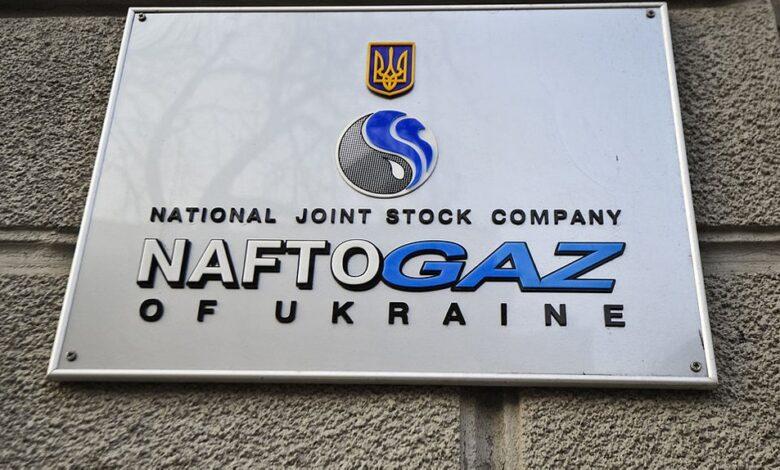 NATIONAL JOINT STOCK COMPANY
NAFTOGAZ
OF UKRAINE